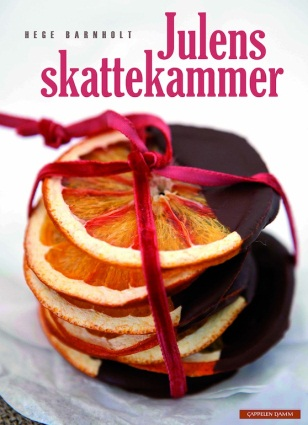 HEGE BARNHOLT
Julens
skattekammer
CAPPELEN DAMM